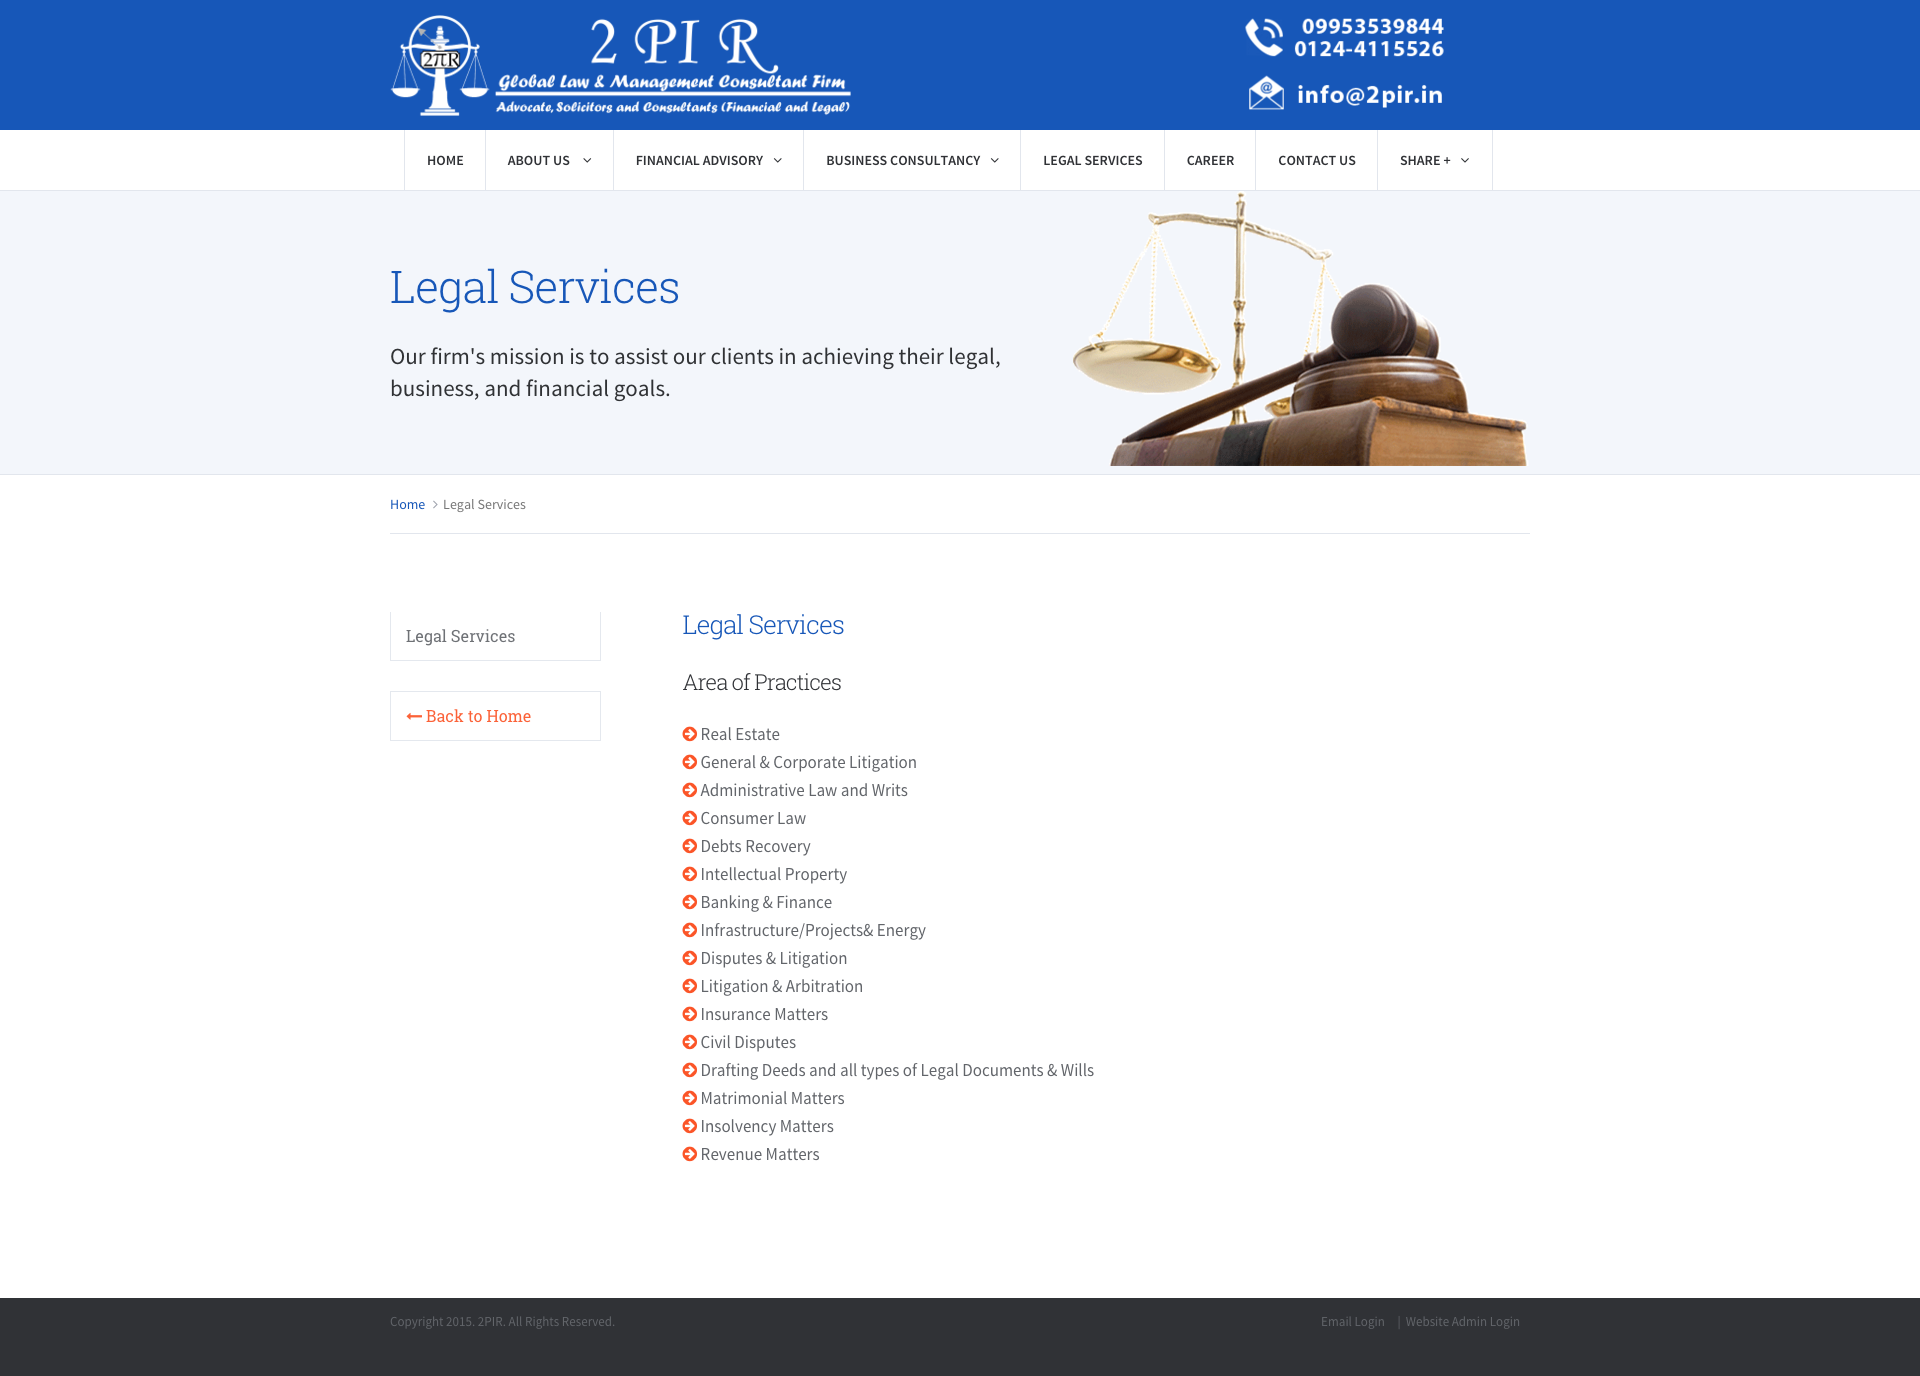 2πR
2 PI R
Global Law & Management Consultant Firm
Advocate, Solicitors and Consultants (Financial and Legal)
09953539844
0124-4115526
info@2pir.in
HOME
ABOUT US
FINANCIAL ADVISORY
BUSINESS CONSULTANCY
LEGAL SERVICES
CAREER
CONTACT US
SHARE +
Legal Services
Our firm's mission is to assist our clients in achieving their legal,
business, and financial goals.
Home
Legal Services
Legal Services
Back to Home
Legal Services
Area of Practices
Real Estate
General & Corporate Litigation
Administrative Law and Writs
Consumer Law
Debts Recovery
Intellectual Property
Banking & Finance
Infrastructure/Projects& Energy
Disputes & Litigation
Litigation & Arbitration
Insurance Matters
Civil Disputes
Drafting Deeds and all types of Legal Documents & Wills
Matrimonial Matters
Insolvency Matters
Revenue Matters
Copyright 2015. 2PIR. All Rights Reserved.
Email Login | Website Admin Login